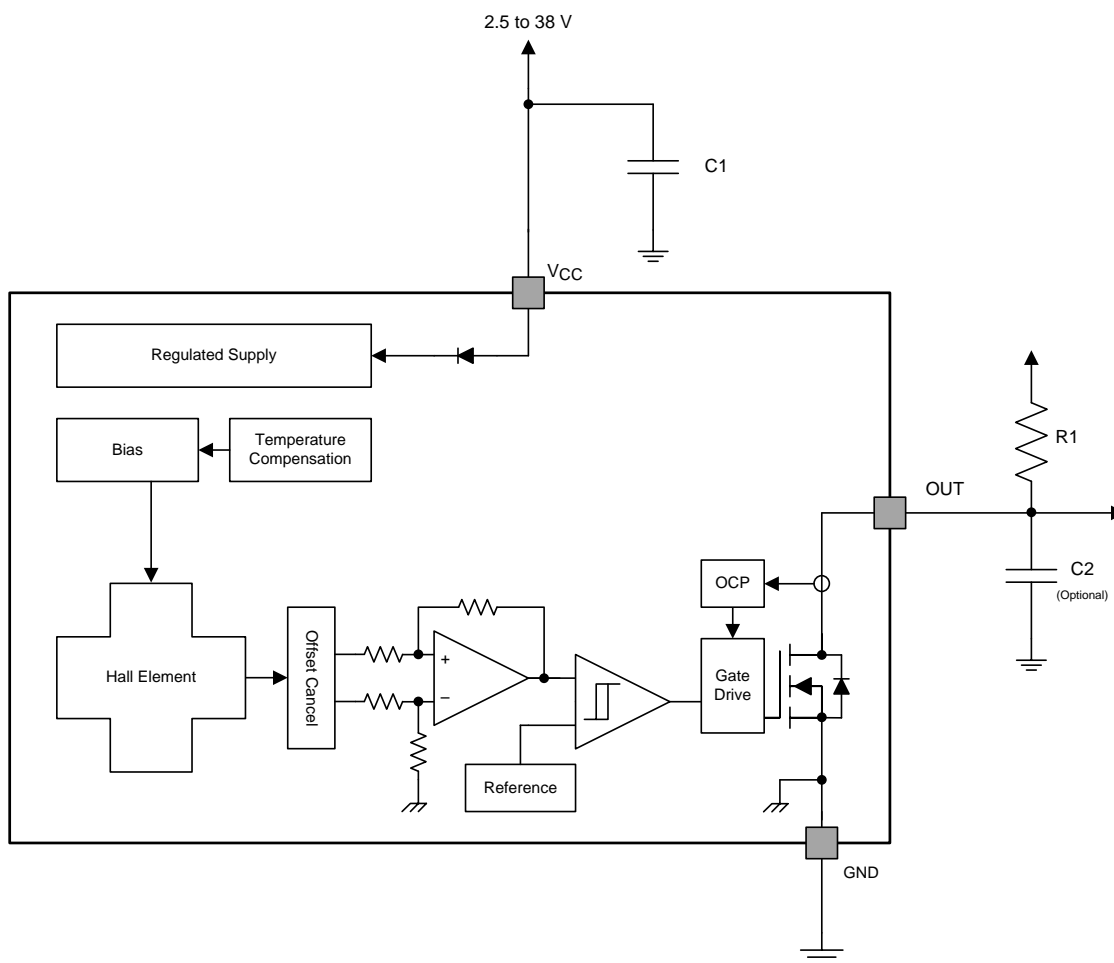 2.5 to 38 V
C1
VCC
Regulated Supply
Bias
Temperature
Compensation
R1
OUT
C2
(Optional)
OCP
Hall Element
Offset Cancel
+
–
Gate
Drive
Reference
GND